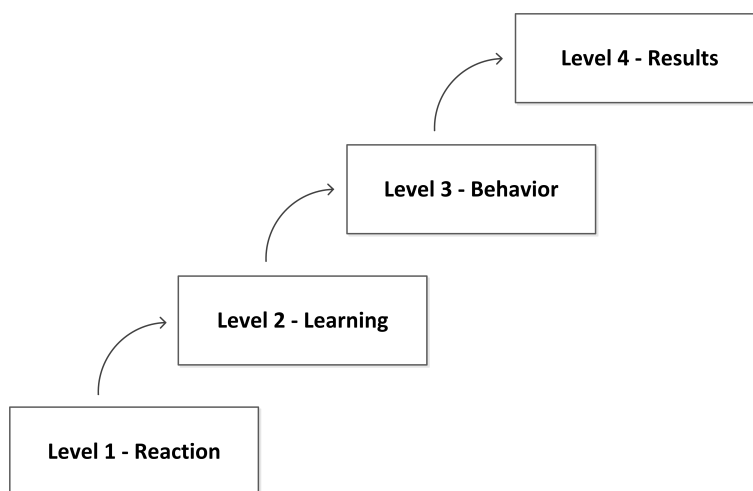 Level 4 - Results
Level 3 - Behavior
Level 2 - Learning
Level 1 - Reaction